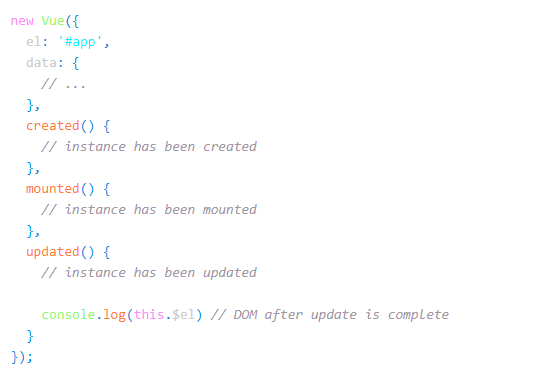 new Vue({
  el: '#app',
  data: {
    // ...
  },
  created() {
    // instance has been created
  },
  mounted() {
    // instance has been mounted
  },
  updated() {
    // instance has been updated

    console.log(this.$el) // DOM after update is complete
  }
});